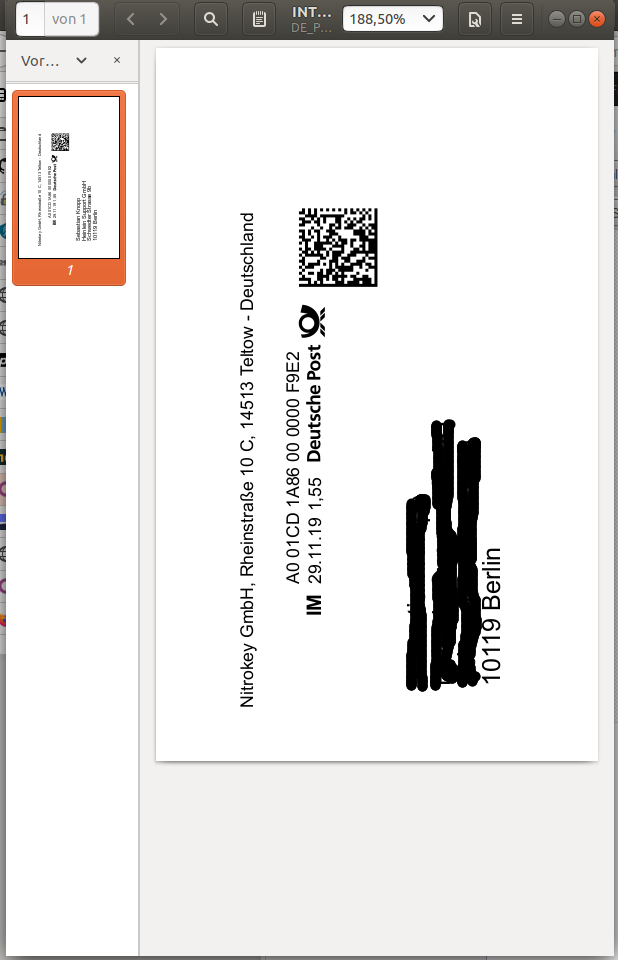 1 von 1
INT…
DE_P…
188,50%
Vor…
1
Nitrokey GmbH, Rheinstraße 10 C, 14513 Teltow - Deutschland
A0 01CD 1A86 00 0000 F9E2
IM 29.11.19 1,55 Deutsche Post
10119 Berlin